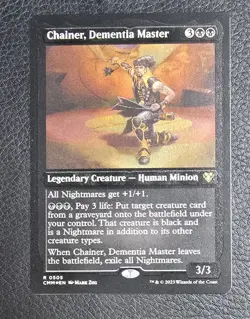 Chainer, Dementia Master 3
Legendary Creature — Human Minion
All Nightmares get +1/+1.
, Pay 3 life: Put target creature card
from a graveyard onto the battlefield under
your control. That creature is black and
is a Nightmare in addition to its other
creature types.
When Chainer, Dementia Master leaves
the battlefield, exile all Nightmares.
3/3
R 0505
CMM•EN MARK ZUG
™ & © 2023 Wizards of the Coast